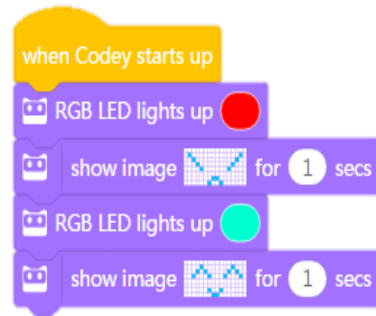 when Codey starts up
RGB LED lights up
show image for 1 secs
RGB LED lights up
show image for 1 secs